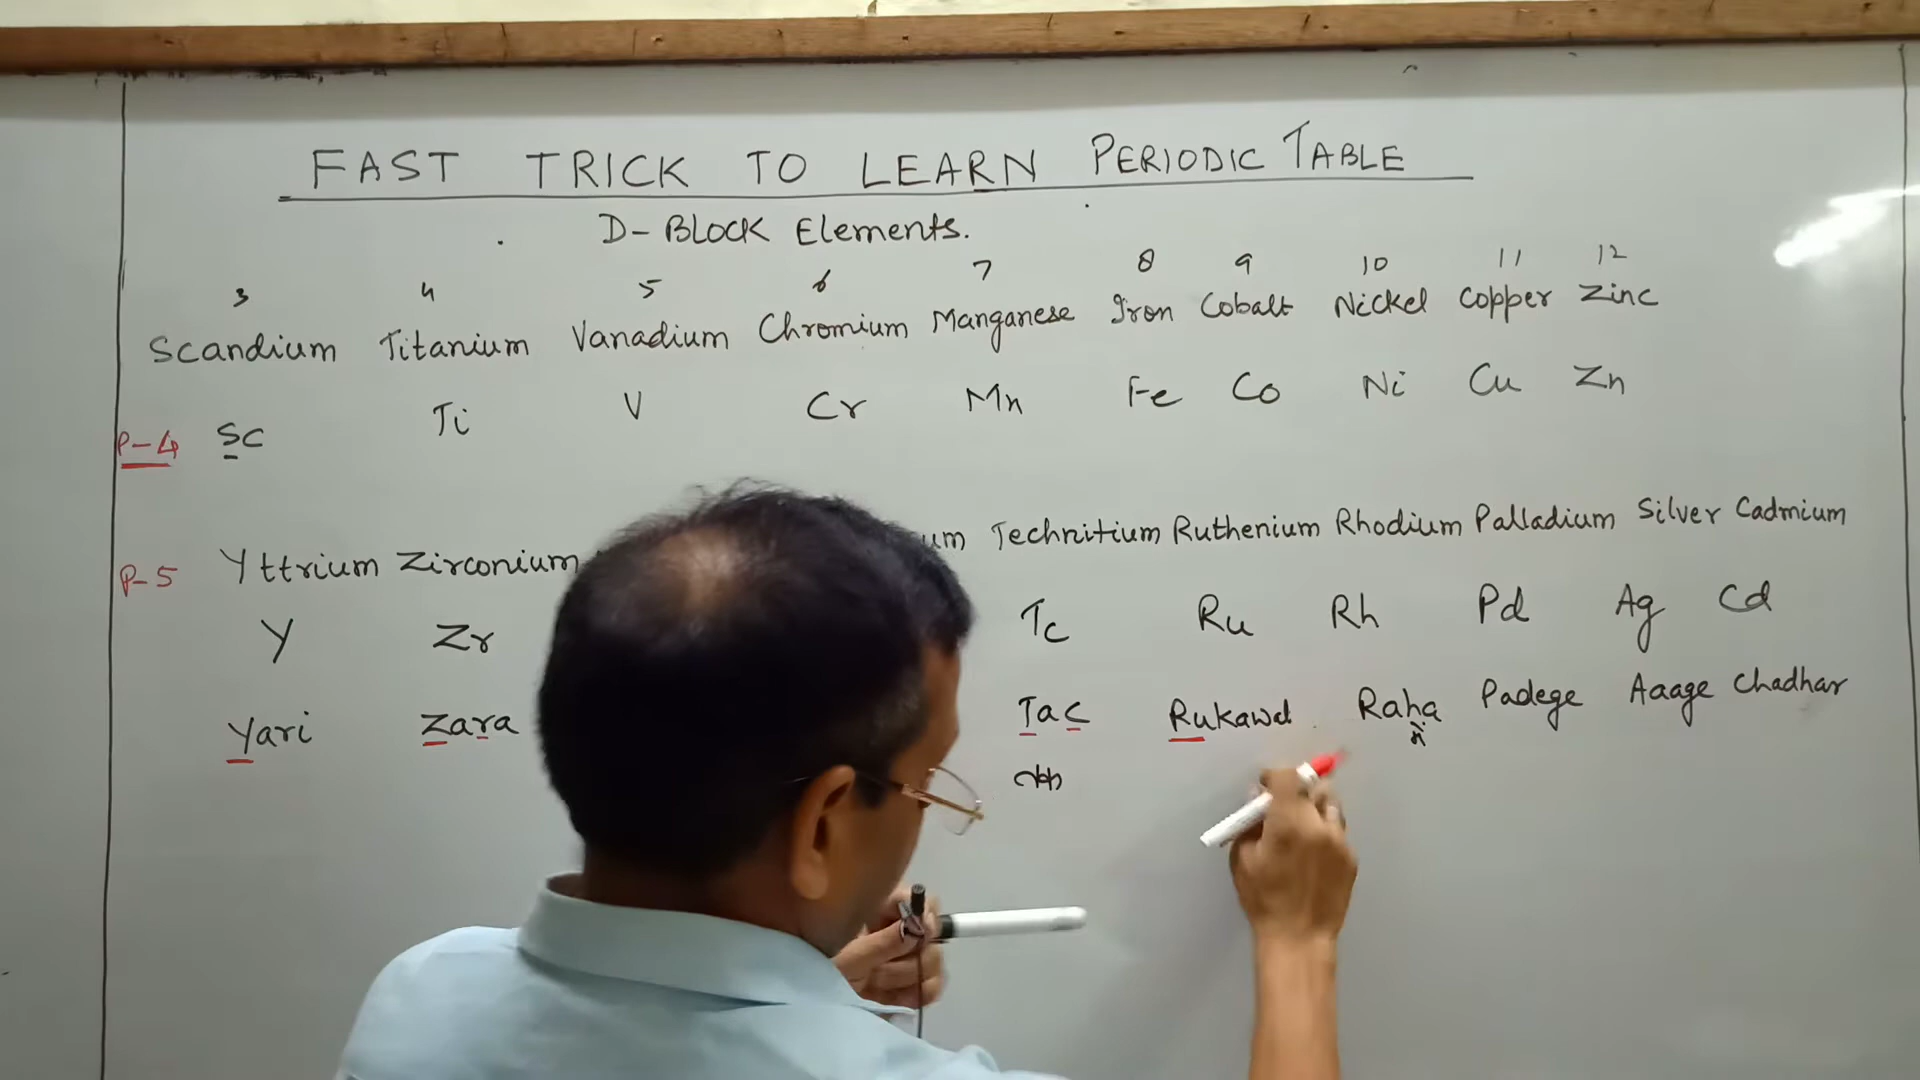 FAST TRICK TO LEARN PERIODIC TABLE
D-BLOCK Elements.
3 4 5 6 7 8 9 10 11 12
Scandium Titanium Vanadium Chromium Manganese Iron Cobalt Nickel Copper Zinc
P-4 Sc Ti V Cr Mn Fe Co Ni Cu Zn
P-5 Yttrium Zirconium um Technitium Ruthenium Rhodium Palladium Silver Cadmium
Y Zr Tc Ru Rh Pd Ag Cd
Yari Zara Tac Rukawd Raha Padege Aaage Chadhar